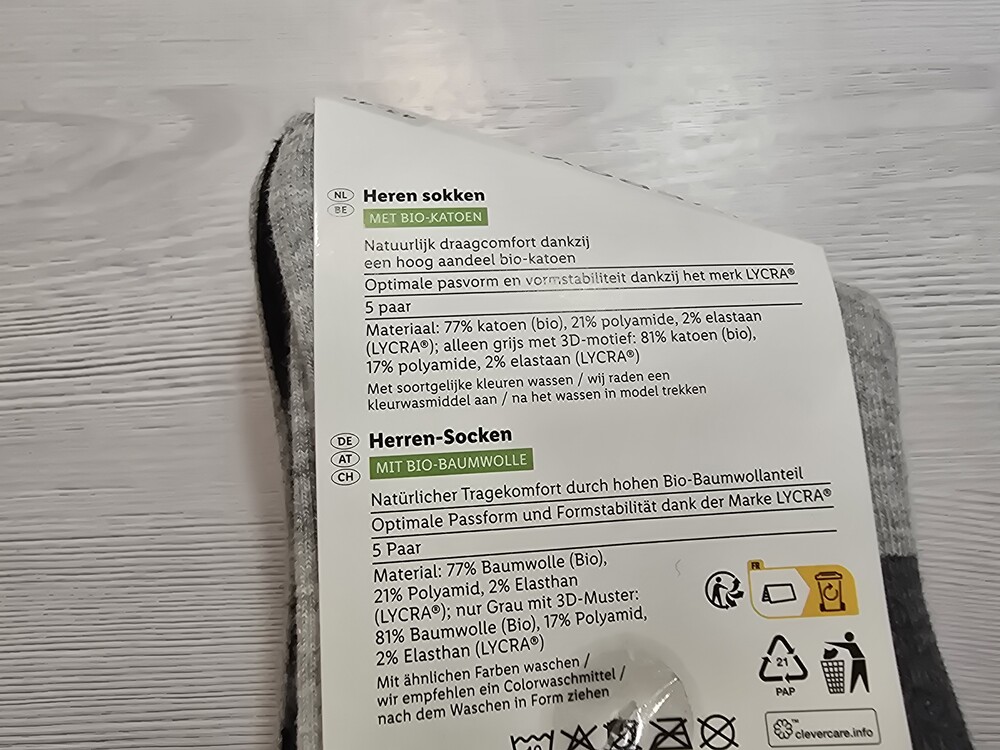 NL Heren sokken
BE MET BIO-KATOEN
Natuurlijk draagcomfort dankzij
een hoog aandeel bio-katoen
Optimale pasvorm en vormstabiliteit dankzij het merk LYCRA®
5 paar
Materiaal: 77% katoen (bio), 21% polyamide, 2% elastaan
(LYCRA®); alleen grijs met 3D-motief: 81% katoen (bio),
17% polyamide, 2% elastaan (LYCRA®)
Met soortgelijke kleuren wassen / wij raden een
kleurwasmiddel aan / na het wassen in model trekken
DE Herren-Socken
AT MIT BIO-BAUMWOLLE
CH
Natürlicher Tragekomfort durch hohen Bio-Baumwollanteil
Optimale Passform und Formstabilität dank der Marke LYCRA®
5 Paar
Material: 77% Baumwolle (Bio),
21% Polyamid, 2% Elasthan
(LYCRA®); nur Grau mit 3D-Muster:
81% Baumwolle (Bio), 17% Polyamid,
2% Elasthan (LYCRA®)
Mit ähnlichen Farben waschen /
wir empfehlen ein Colorwaschmittel /
nach dem Waschen in Form ziehen
FR
21
PAP
40
™ clevercare.info